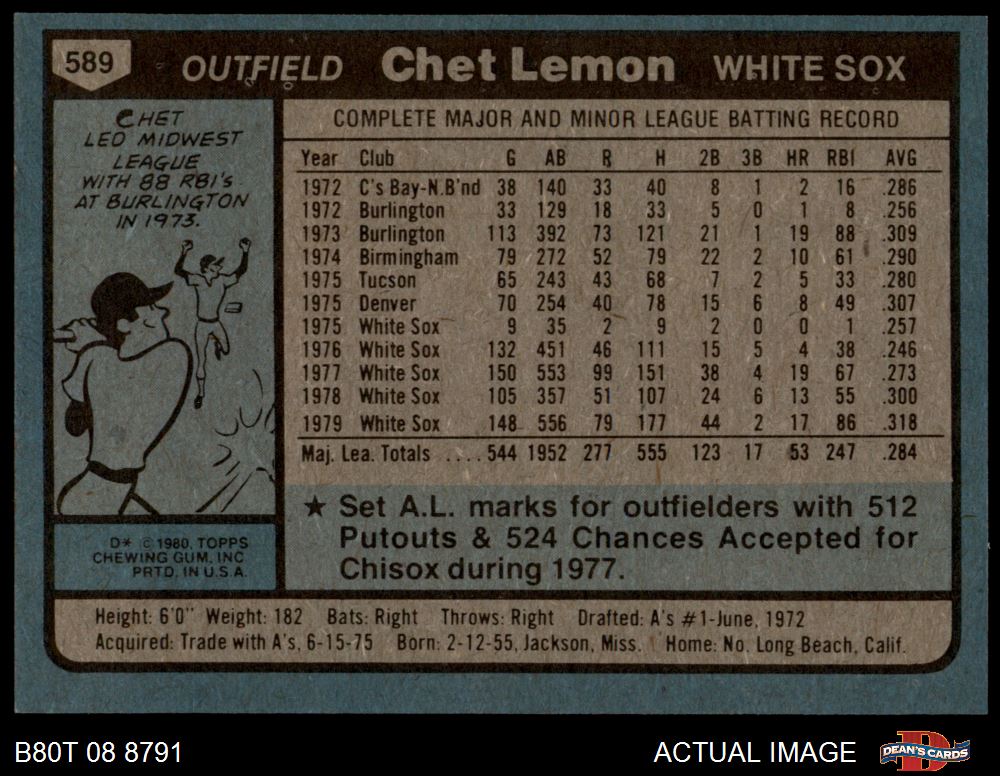 589 OUTFIELD Chet Lemon WHITE SOX
CHET
LED MIDWEST
LEAGUE
WITH 88 RBI'S
AT BURLINGTON
IN 1973.
COMPLETE MAJOR AND MINOR LEAGUE BATTING RECORD
Year Club G AB R H 2B 3B HR RBI AVG
1972 C's Bay-N.B'nd 38 140 33 40 8 1 2 16 .286
1972 Burlington 33 129 18 33 5 0 1 8 .256
1973 Burlington 113 392 73 121 21 1 19 88 .309
1974 Birmingham 79 272 52 79 22 2 10 61 .290
1975 Tucson 65 243 43 68 7 2 5 33 .280
1975 Denver 70 254 40 78 15 6 8 49 .307
1975 White Sox 9 35 2 9 2 0 0 1 .257
1976 White Sox 132 451 46 111 15 5 4 38 .246
1977 White Sox 150 553 99 151 38 4 19 67 .273
1978 White Sox 105 357 51 107 24 6 13 55 .300
1979 White Sox 148 556 79 177 44 2 17 86 .318
Maj. Lea. Totals .... 544 1952 277 555 123 17 53 247 .284
★ Set A.L. marks for outfielders with 512
Putouts & 524 Chances Accepted for
Chisox during 1977.
D* © 1980, TOPPS
CHEWING GUM, INC
PRTD. IN U.S.A.
Height: 6'0" Weight: 182 Bats: Right Throws: Right Drafted: A's #1-June, 1972
Acquired: Trade with A's, 6-15-75 Born: 2-12-55, Jackson, Miss. Home: No. Long Beach, Calif.
B80T 08 8791 ACTUAL IMAGE DEAN'S CARDS